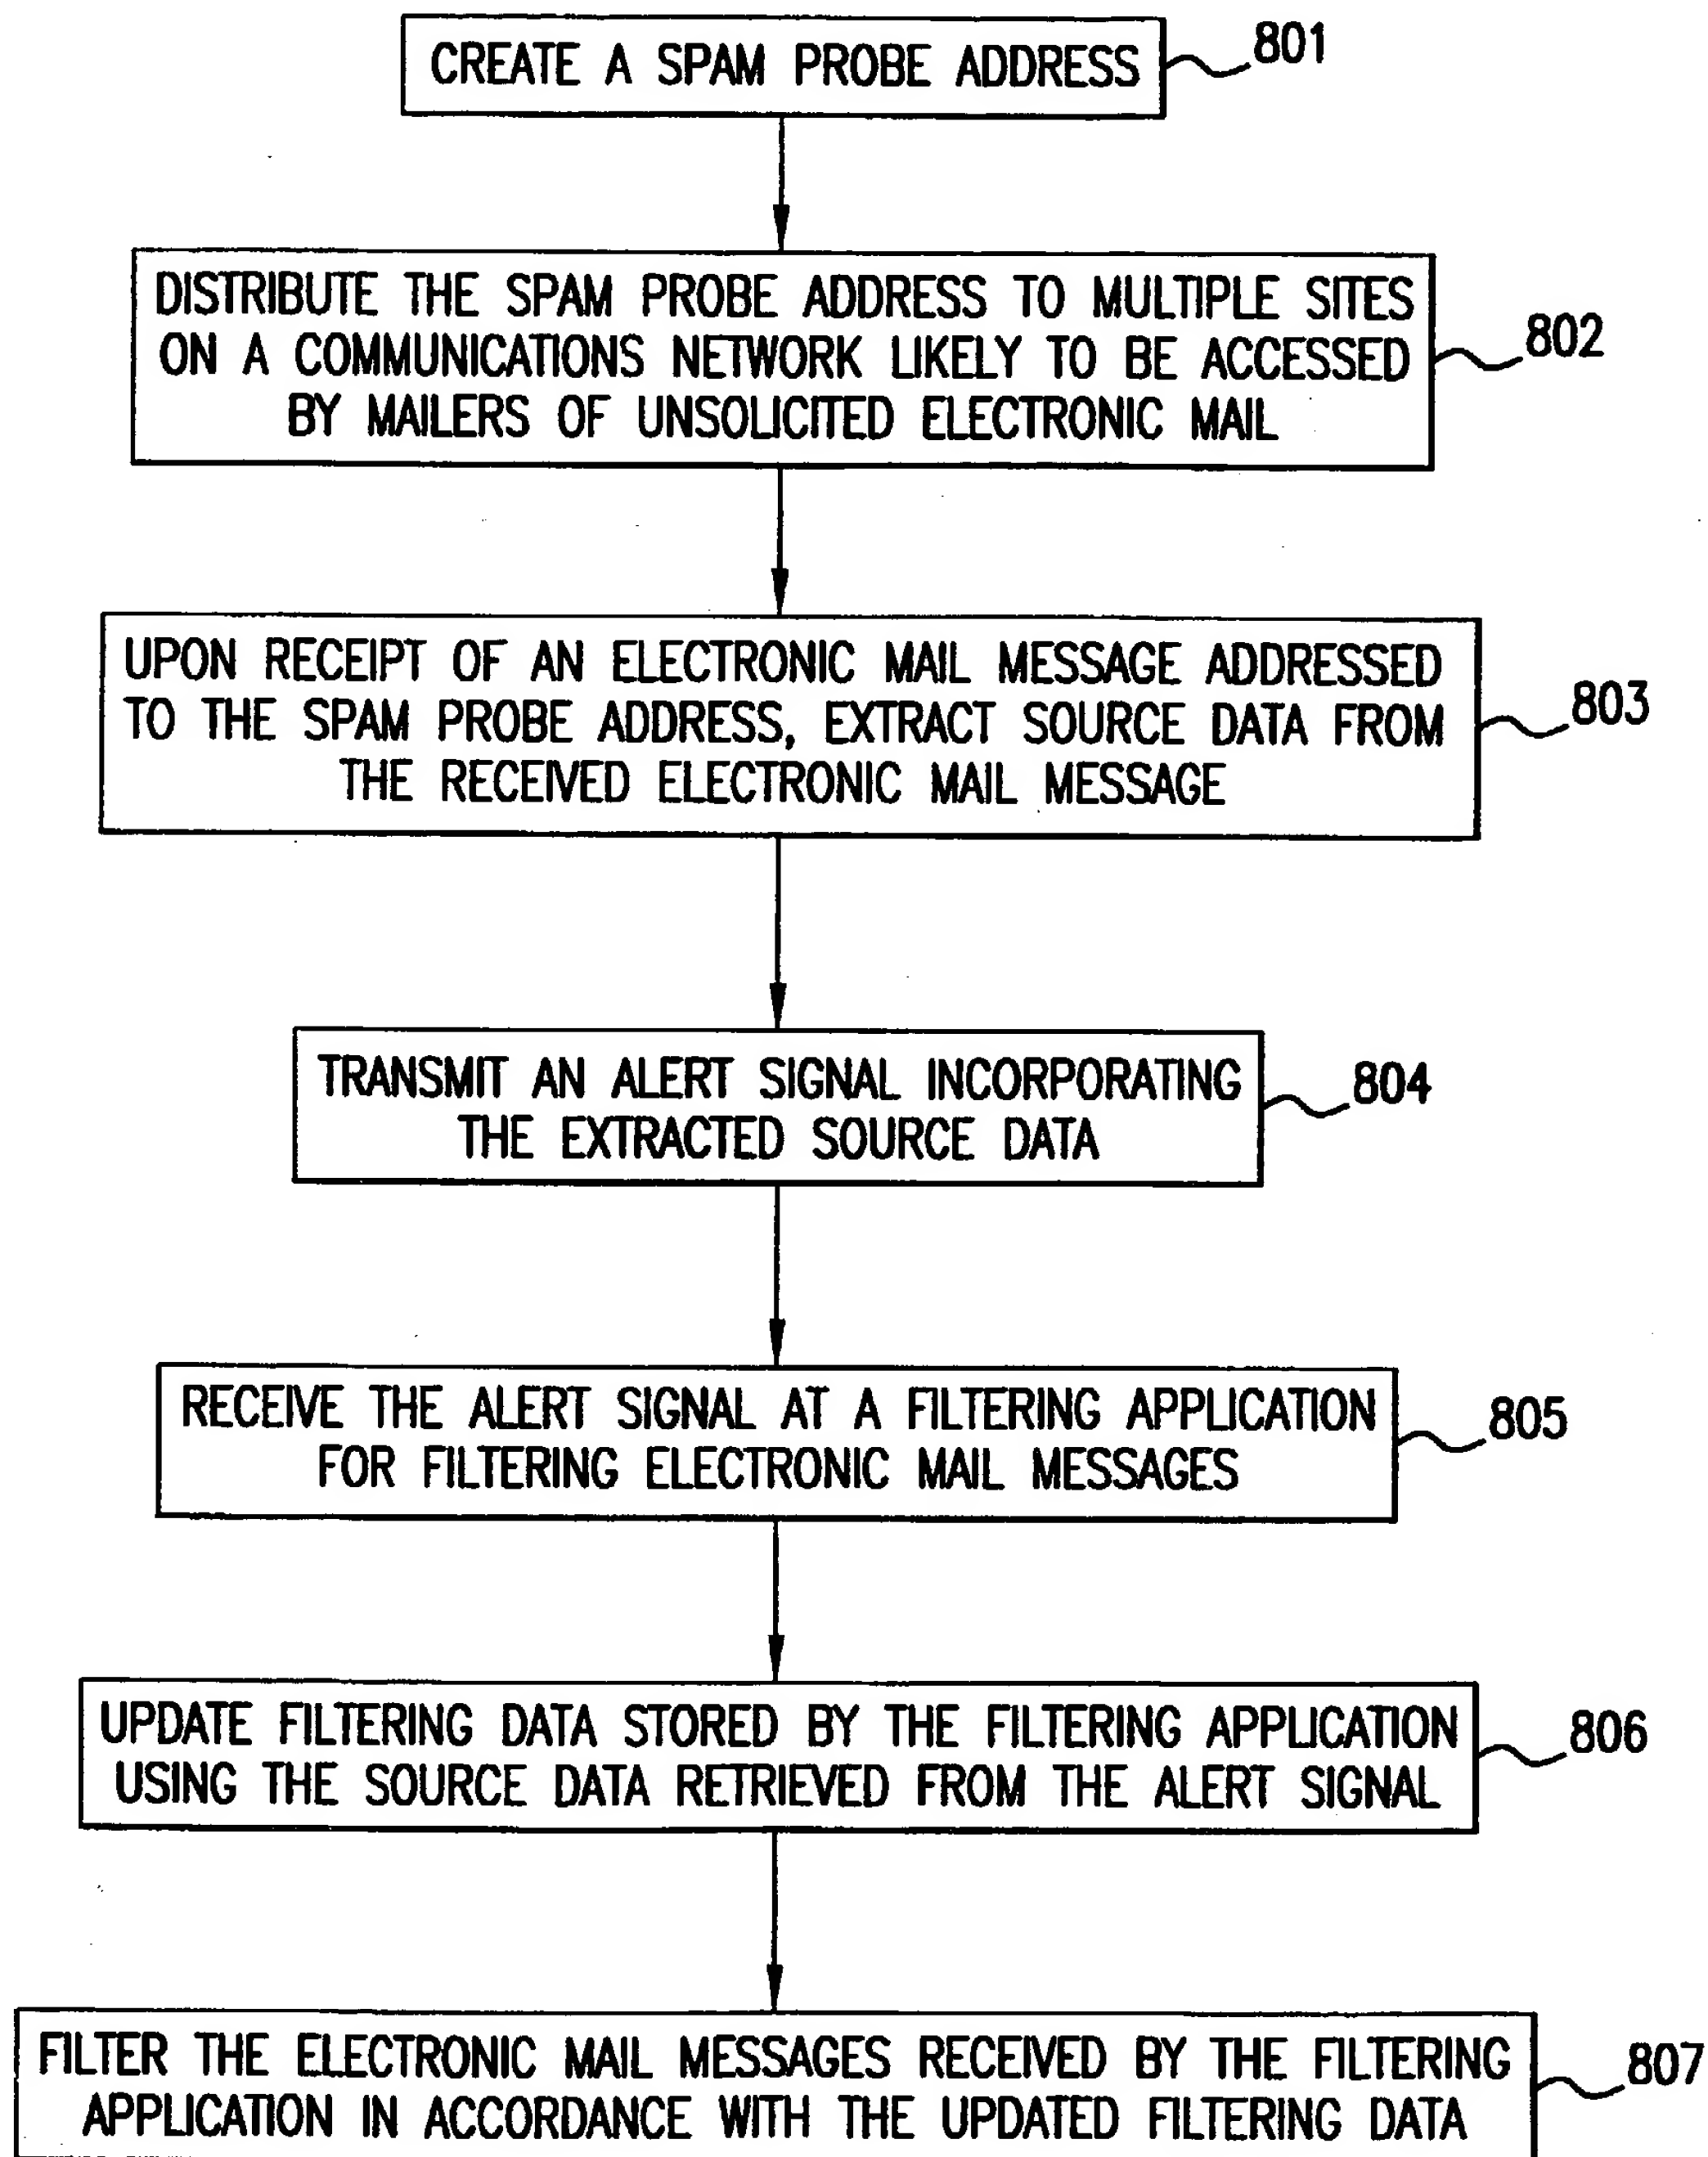 CREATE A SPAM PROBE ADDRESS
801
DISTRIBUTE THE SPAM PROBE ADDRESS TO MULTIPLE SITES
ON A COMMUNICATIONS NETWORK LIKELY TO BE ACCESSED
BY MAILERS OF UNSOLICITED ELECTRONIC MAIL
802
UPON RECEIPT OF AN ELECTRONIC MAIL MESSAGE ADDRESSED
TO THE SPAM PROBE ADDRESS, EXTRACT SOURCE DATA FROM
THE RECEIVED ELECTRONIC MAIL MESSAGE
803
TRANSMIT AN ALERT SIGNAL INCORPORATING
THE EXTRACTED SOURCE DATA
804
RECEIVE THE ALERT SIGNAL AT A FILTERING APPLICATION
FOR FILTERING ELECTRONIC MAIL MESSAGES
805
UPDATE FILTERING DATA STORED BY THE FILTERING APPLICATION
USING THE SOURCE DATA RETRIEVED FROM THE ALERT SIGNAL
806
FILTER THE ELECTRONIC MAIL MESSAGES RECEIVED BY THE FILTERING
APPLICATION IN ACCORDANCE WITH THE UPDATED FILTERING DATA
807